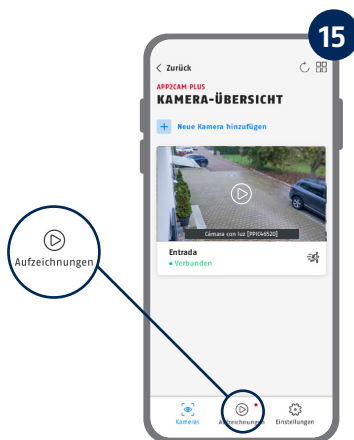 15
Zurück
APP2CAM PLUS
KAMERA-ÜBERSICHT
Neue Kamera hinzufügen
Cámara con luz [PPIC46520]
Entrada
Verbunden
Aufzeichnungen
Kameras
Aufzeichnungen
Einstellungen